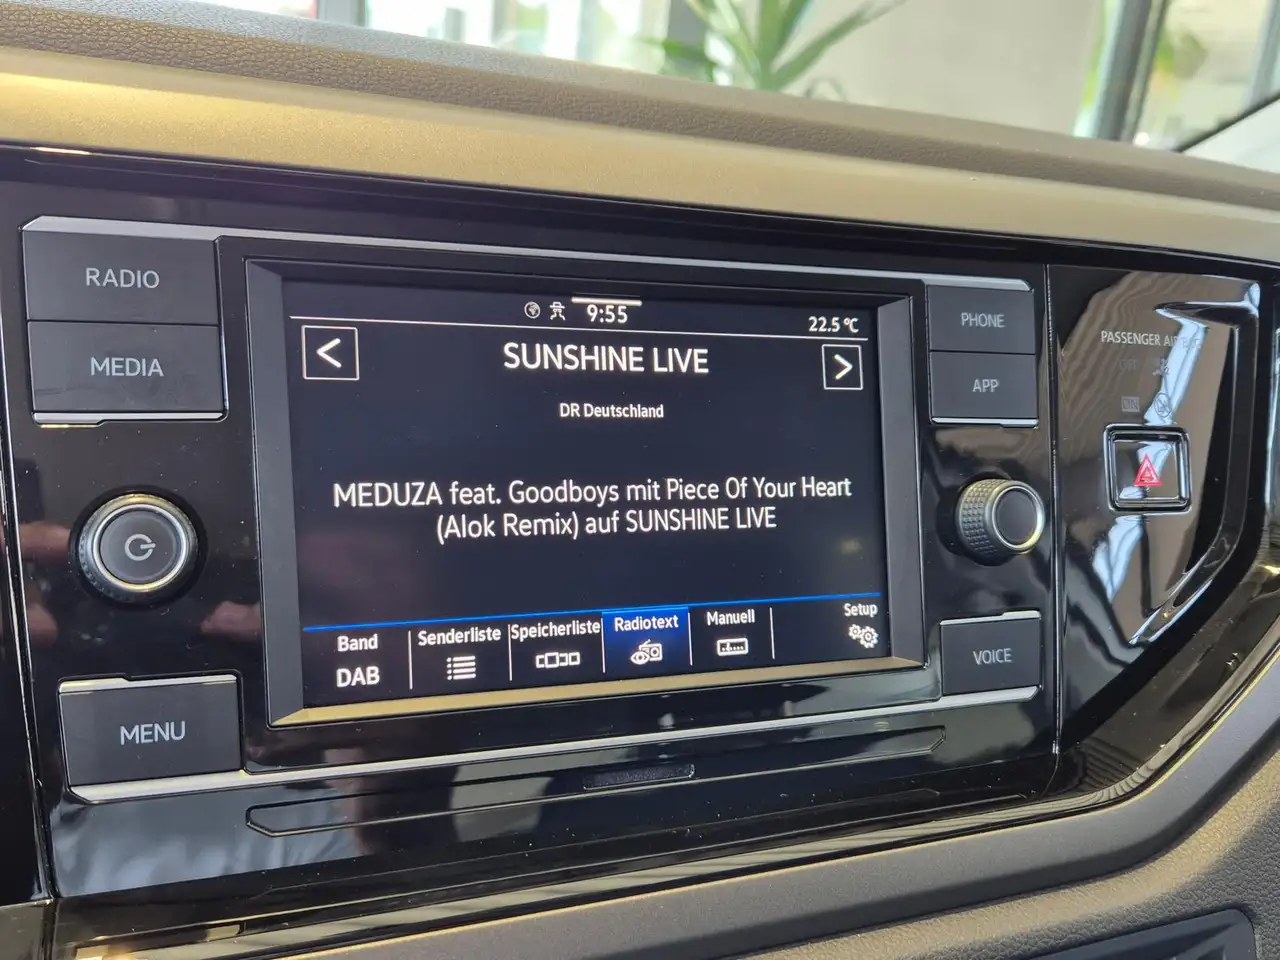 RADIO
MEDIA
MENU
9:55
22.5°C
<
SUNSHINE LIVE
>
DR Deutschland
MEDUZA feat. Goodboys mit Piece Of Your Heart
(Alok Remix) auf SUNSHINE LIVE
Band
DAB
Senderliste
Speicherliste
Radiotext
Manuell
Setup
PHONE
APP
VOICE
PASSENGER